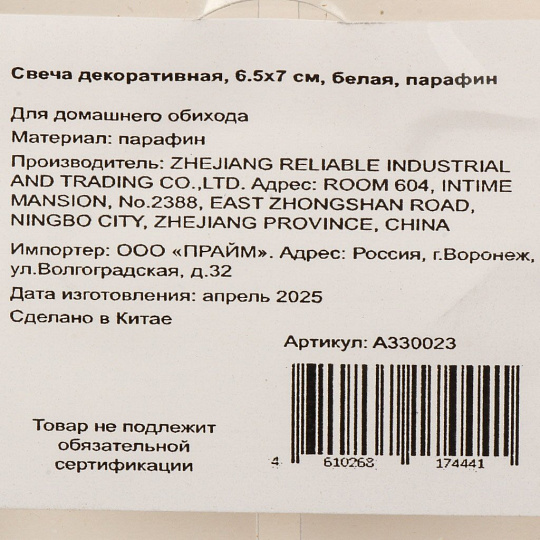 Свеча декоративная, 6.5х7 см, белая, парафин
Для домашнего обихода
Материал: парафин
Производитель: ZHEJIANG RELIABLE INDUSTRIAL
AND TRADING CO.,LTD. Адрес: ROOM 604, INTIME
MANSION, No.2388, EAST ZHONGSHAN ROAD,
NINGBO CITY, ZHEJIANG PROVINCE, CHINA
Импортер: ООО «ПРАЙМ». Адрес: Россия, г.Воронеж,
ул.Волгоградская, д.32
Дата изготовления: апрель 2025
Сделано в Китае
Артикул: A330023
Товар не подлежит
обязательной
сертификации
4 610268 174441